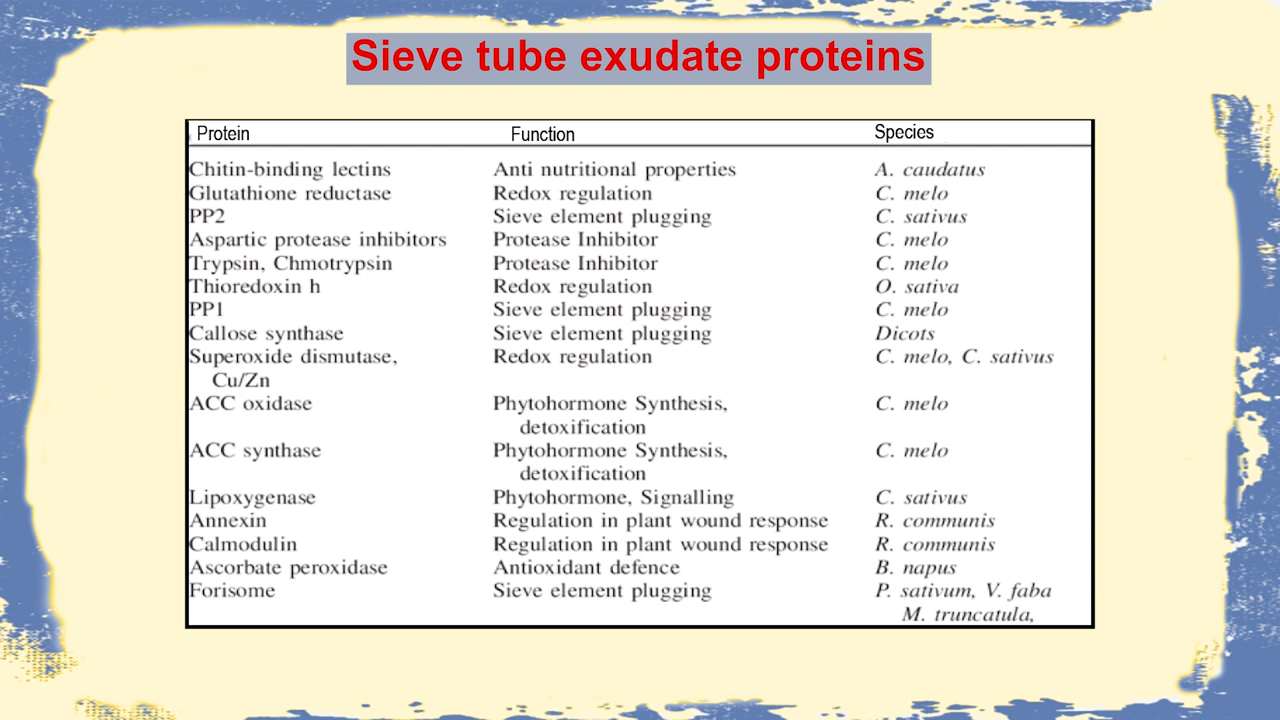 Sieve tube exudate proteins
Protein Function Species
Chitin-binding lectins Anti nutritional properties A. caudatus
Glutathione reductase Redox regulation C. melo
PP2 Sieve element plugging C. sativus
Aspartic protease inhibitors Protease Inhibitor C. melo
Trypsin, Chmotrypsin Protease Inhibitor C. melo
Thioredoxin h Redox regulation O. sativa
PP1 Sieve element plugging C. melo
Callose synthase Sieve element plugging Dicots
Superoxide dismutase, Redox regulation C. melo, C. sativus
Cu/Zn
ACC oxidase Phytohormone Synthesis, C. melo
detoxification
ACC synthase Phytohormone Synthesis, C. melo
detoxification
Lipoxygenase Phytohormone, Signalling C. sativus
Annexin Regulation in plant wound response R. communis
Calmodulin Regulation in plant wound response R. communis
Ascorbate peroxidase Antioxidant defence B. napus
Forisome Sieve element plugging P. sativum, V. faba
M. truncatula,